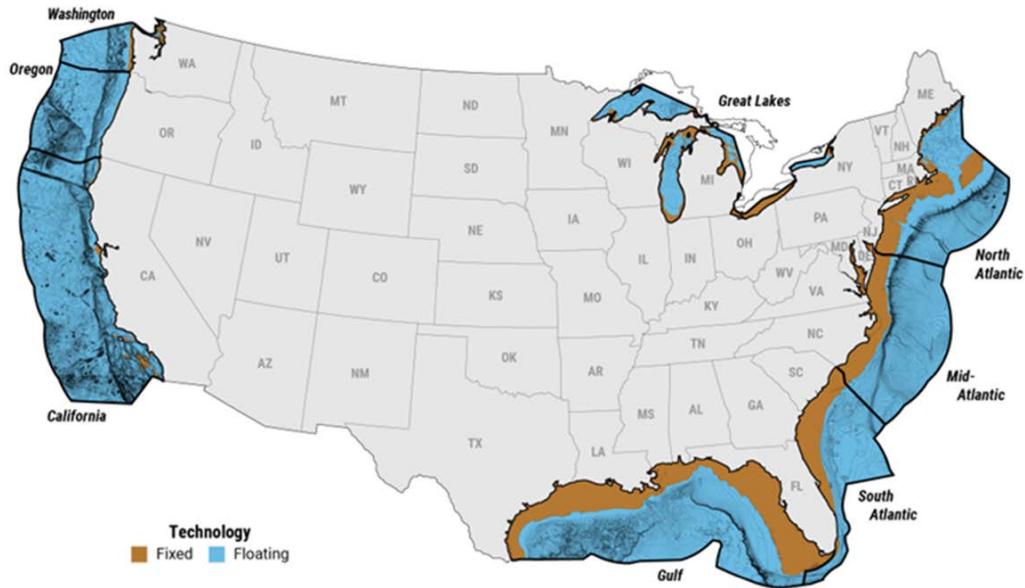 Washington
Oregon
WA
MT
ND
MN
Great Lakes
ME
VT
NH
OR
ID
SD
WI
MI
NY
MA
CT
RI
WY
IA
PA
NJ
NV
NE
IL
IN
OH
MD
DE
North
Atlantic
CA
UT
CO
KS
MO
WV
VA
KY
AZ
NM
OK
AR
TN
NC
SC
Mid-
Atlantic
California
TX
LA
MS
AL
GA
FL
South
Atlantic
Technology
Fixed Floating
Gulf